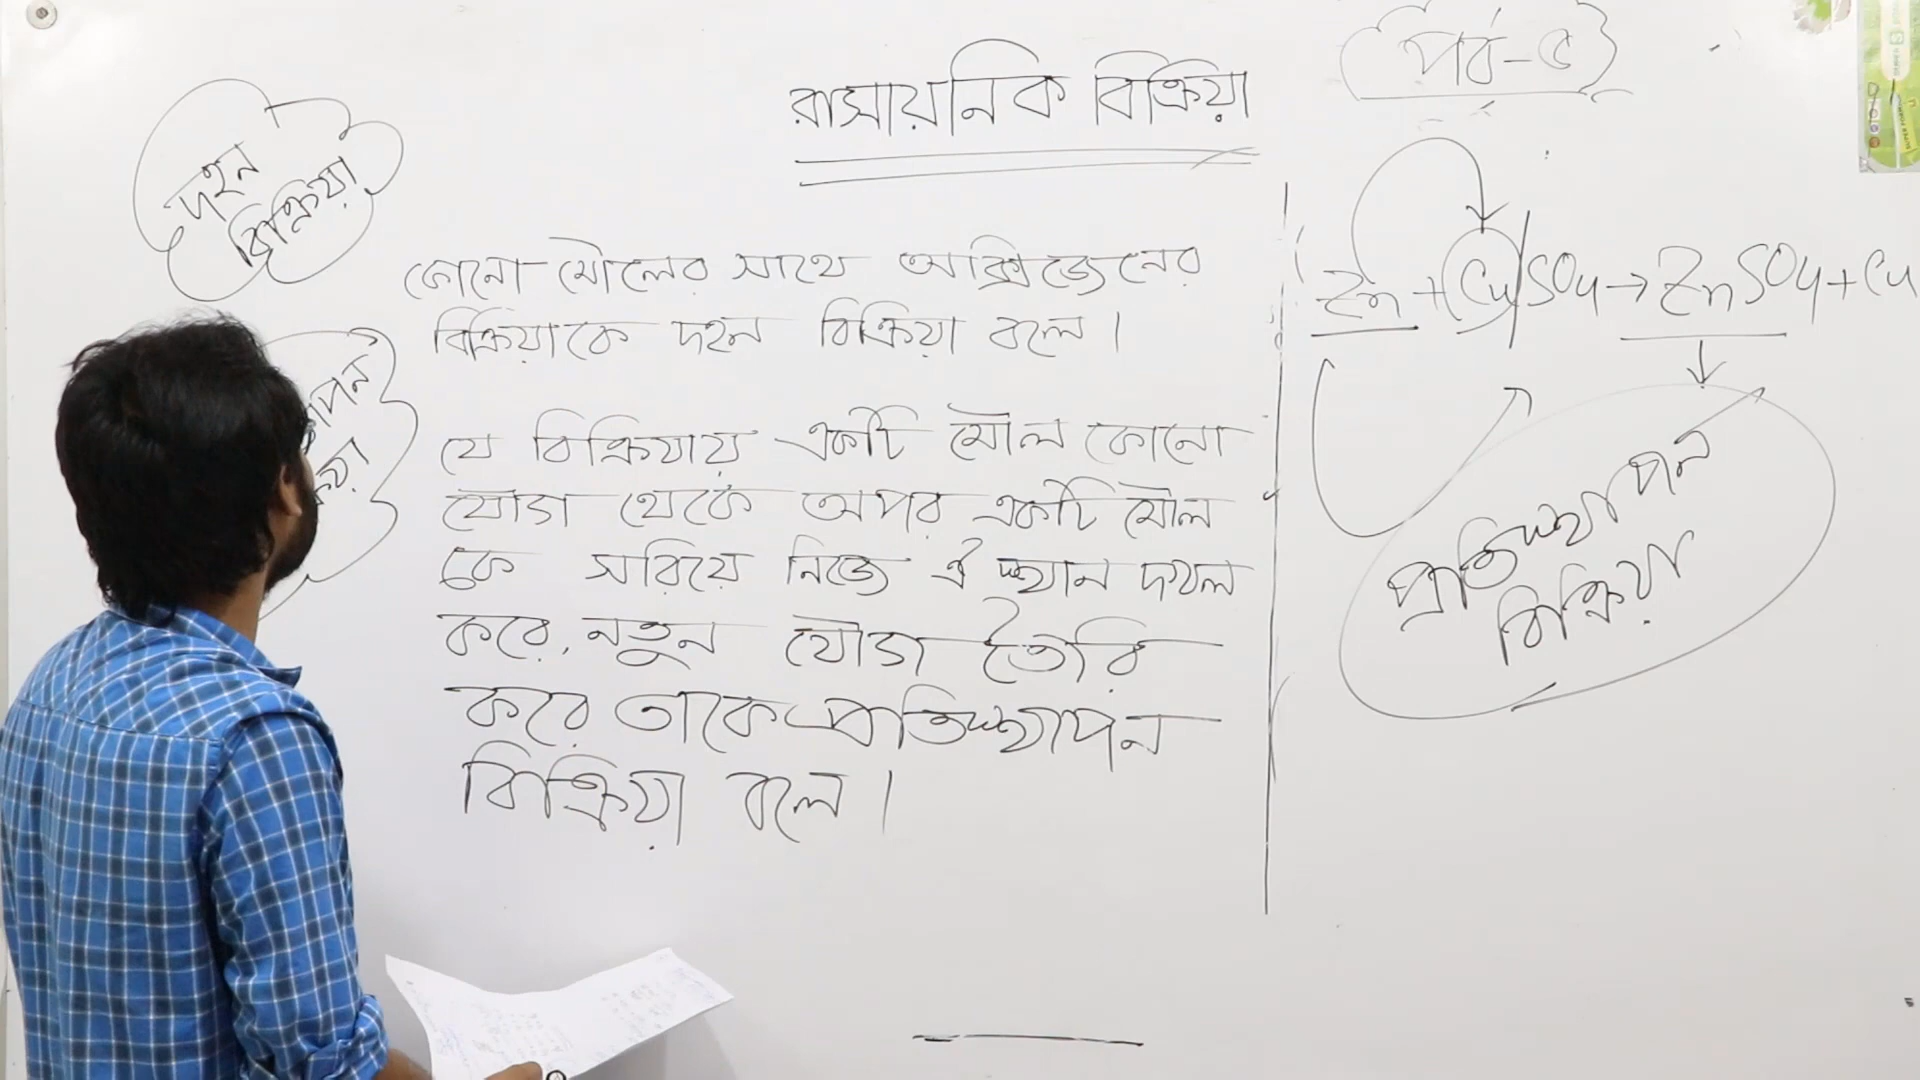 রাসায়নিক বিক্রিয়া
পর্ব-৫
দহন
বিক্রিয়া
কোনো মৌলের সাথে অক্সিজেনের
বিক্রিয়াকে দহন বিক্রিয়া বলে।
যে বিক্রিয়ায় একটি মৌল কোনো
যৌগ থেকে অপর একটি মৌল
কে সরিয়ে নিজে ঐ স্থান দখল
করে, নতুন যৌগ তৈরি
করে তাকে প্রতিস্থাপন
বিক্রিয়া বলে।
Zn + CuSO4 → ZnSO4 + Cu
প্রতিস্থাপন
বিক্রিয়া